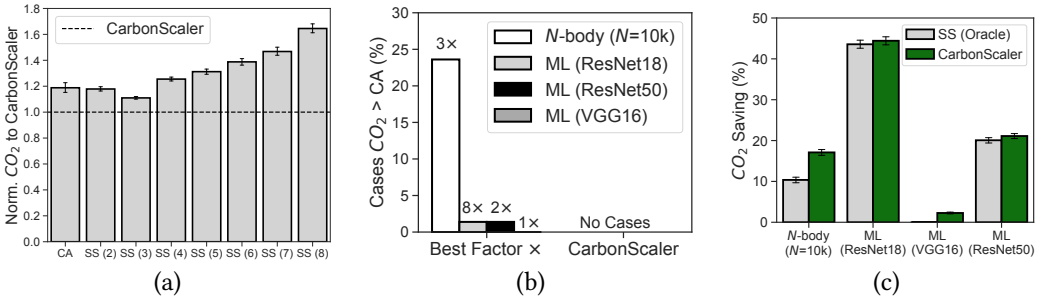 Norm. CO2 to CarbonScaler
1.8
1.6
1.4
1.2
1.0
0.8
0.6
0.4
0.2
0.0
CarbonScaler
CA SS (2) SS (3) SS (4) SS (5) SS (6) SS (7) SS (8)
(a)
Cases CO2 > CA (%)
30
25
20
15
10
5
0
N-body (N=10k)
ML (ResNet18)
ML (ResNet50)
ML (VGG16)
3×
8× 2×
1×
No Cases
Best Factor × CarbonScaler
(b)
CO2 Saving (%)
50
40
30
20
10
0
SS (Oracle)
CarbonScaler
N-body ML ML ML
(N=10k) (ResNet18) (VGG16) (ResNet50)
(c)